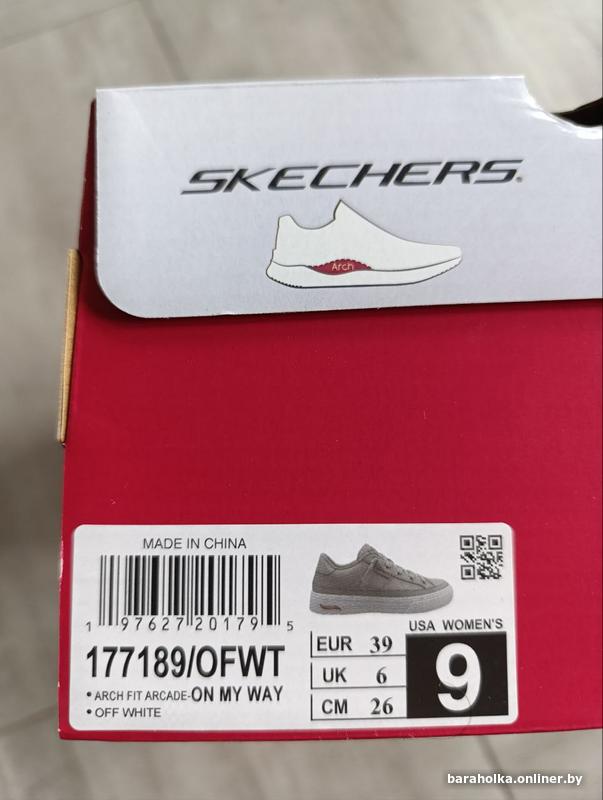 SKECHERS
Arch
MADE IN CHINA
1 97627 20179 5
177189/OFWT
• ARCH FIT ARCADE-ON MY WAY
• OFF WHITE
USA WOMEN'S
EUR 39
UK 6
CM 26
9
baraholka.onliner.by